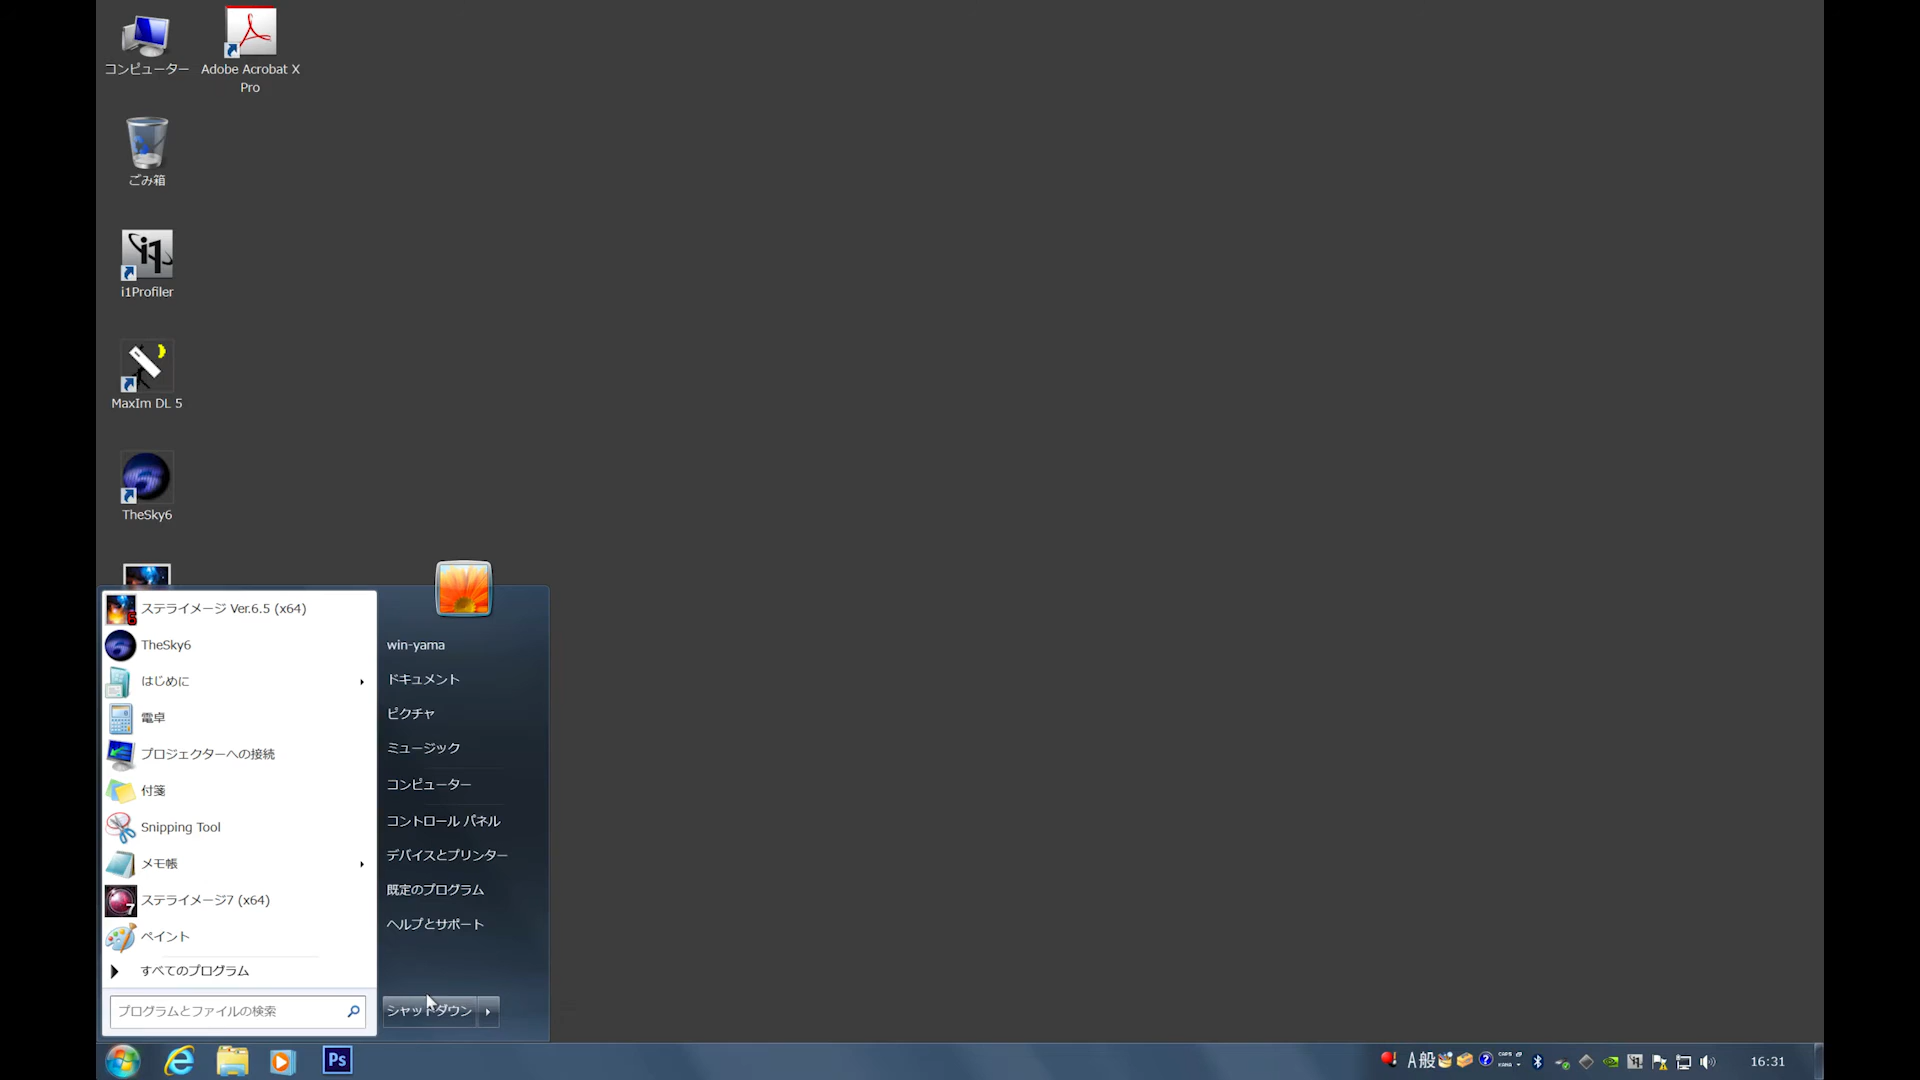 コンピューター
Adobe Acrobat X
Pro
ごみ箱
i1Profiler
MaxIm DL 5
TheSky6
ステライメージ Ver.6.5 (x64)
TheSky6
はじめに
電卓
プロジェクターへの接続
付箋
Snipping Tool
メモ帳
ステライメージ7 (x64)
ペイント
すべてのプログラム
プログラムとファイルの検索
win-yama
ドキュメント
ピクチャ
ミュージック
コンピューター
コントロール パネル
デバイスとプリンター
既定のプログラム
ヘルプとサポート
シャットダウン
Ps
A般
CAPS
KANA
16:31